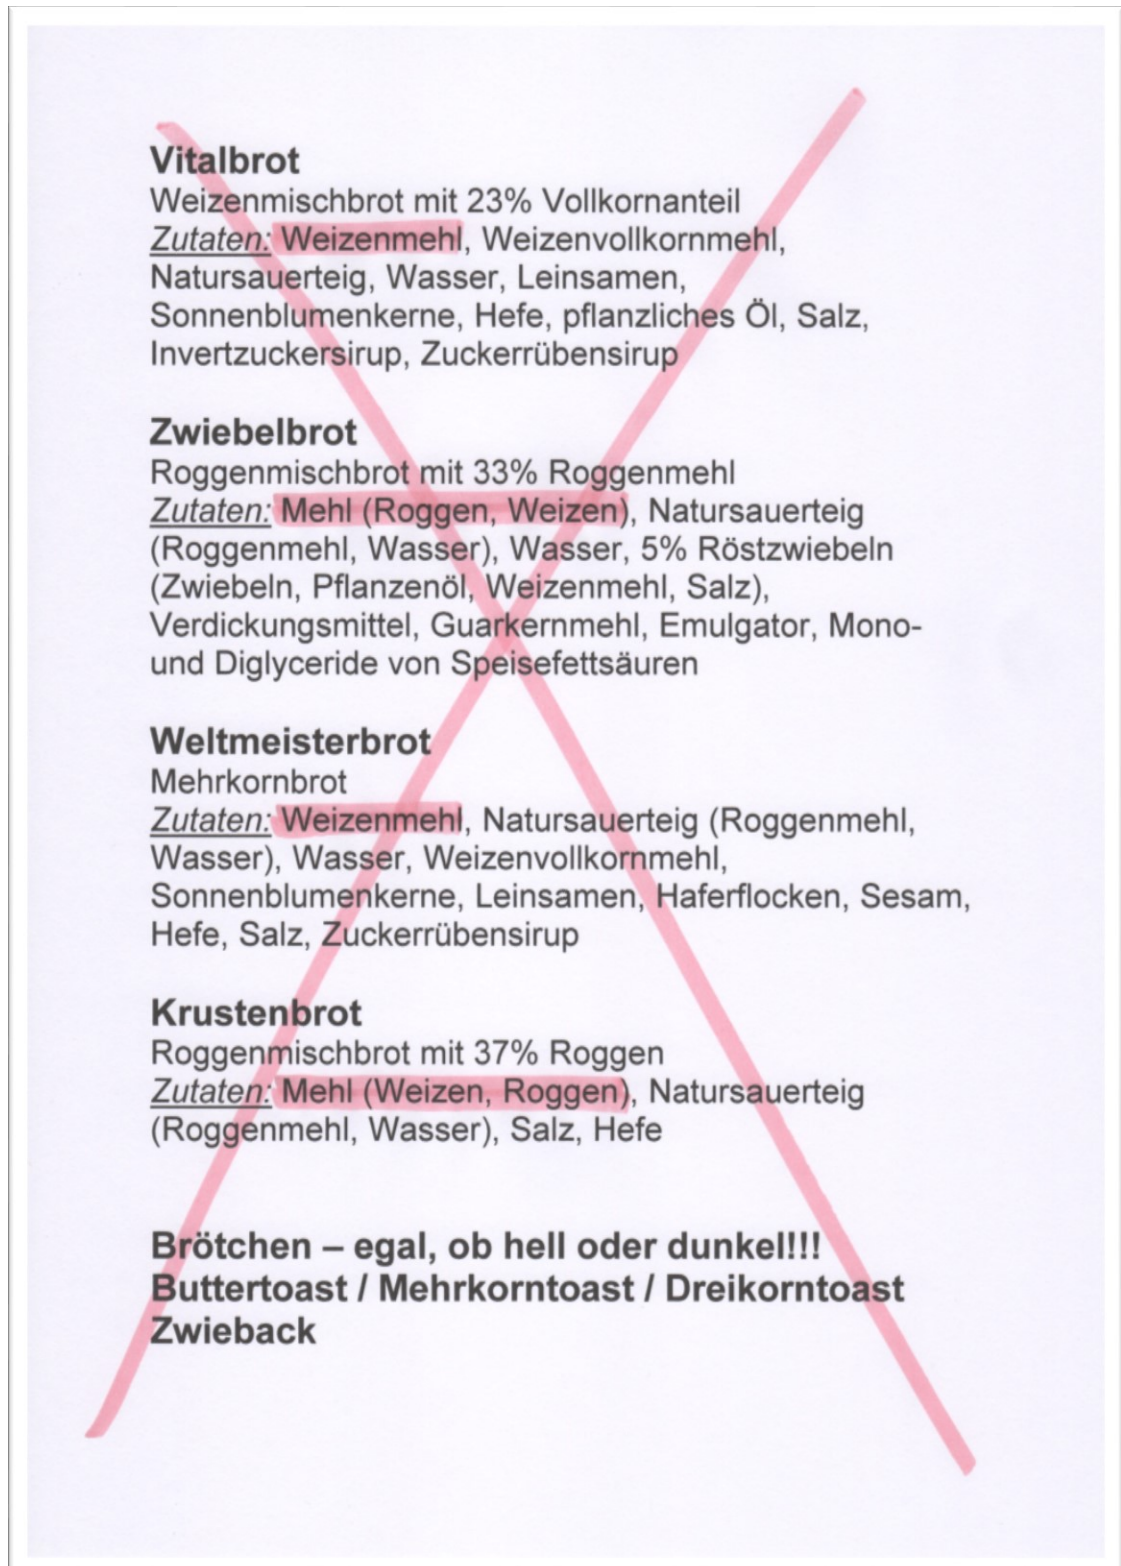 Vitalbrot
Weizenmischbrot mit 23% Vollkornanteil
Zutaten: Weizenmehl, Weizenvollkornmehl,
Natursauerteig, Wasser, Leinsamen,
Sonnenblumenkerne, Hefe, pflanzliches Öl, Salz,
Invertzuckersirup, Zuckerrübensirup
Zwiebelbrot
Roggenmischbrot mit 33% Roggenmehl
Zutaten: Mehl (Roggen, Weizen), Natursauerteig
(Roggenmehl, Wasser), Wasser, 5% Röstzwiebeln
(Zwiebeln, Pflanzenöl, Weizenmehl, Salz),
Verdickungsmittel, Guarkernmehl, Emulgator, Mono-
und Diglyceride von Speisefettsäuren
Weltmeisterbrot
Mehrkornbrot
Zutaten: Weizenmehl, Natursauerteig (Roggenmehl,
Wasser), Wasser, Weizenvollkornmehl,
Sonnenblumenkerne, Leinsamen, Haferflocken, Sesam,
Hefe, Salz, Zuckerrübensirup
Krustenbrot
Roggenmischbrot mit 37% Roggen
Zutaten: Mehl (Weizen, Roggen), Natursauerteig
(Roggenmehl, Wasser), Salz, Hefe
Brötchen – egal, ob hell oder dunkel!!!
Buttertoast / Mehrkorntoast / Dreikorntoast
Zwieback